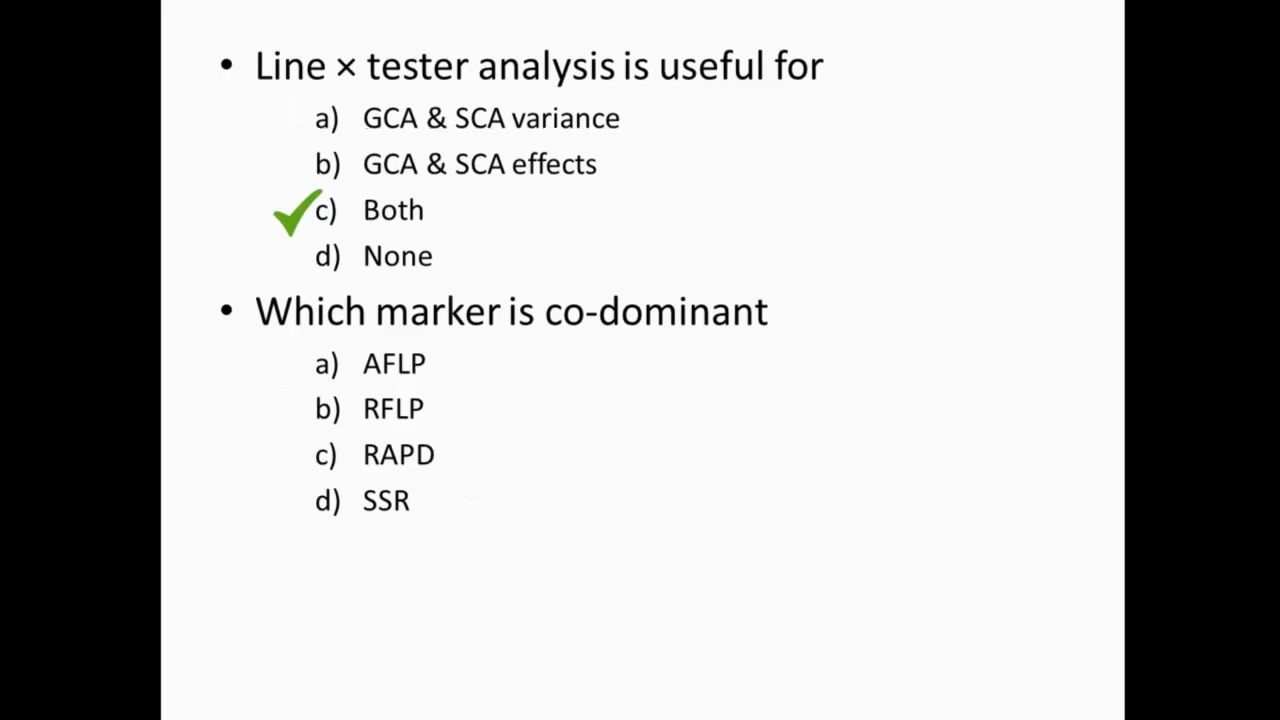 • Line × tester analysis is useful for
a) GCA & SCA variance
b) GCA & SCA effects
c) Both
d) None
• Which marker is co-dominant
a) AFLP
b) RFLP
c) RAPD
d) SSR